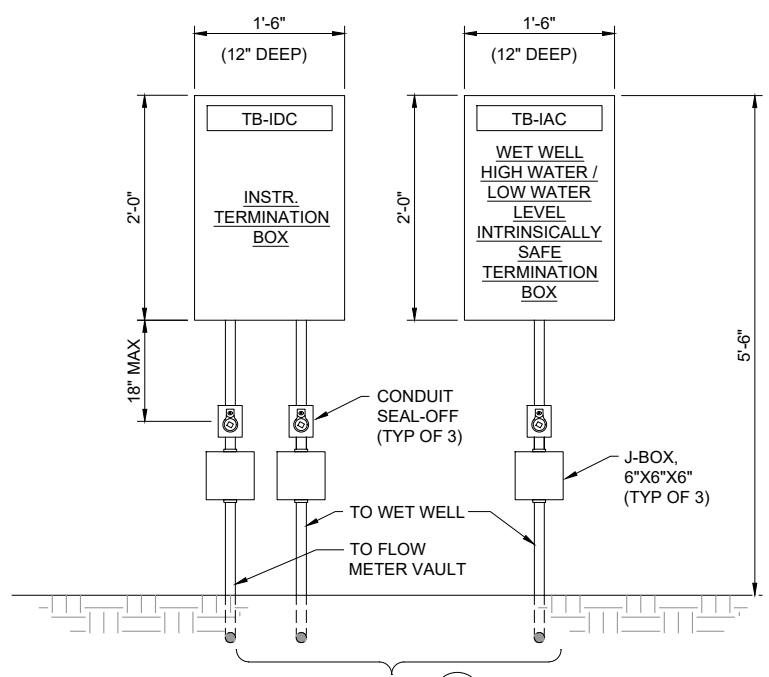 1'-6"
(12" DEEP)
1'-6"
(12" DEEP)
TB-IDC
INSTR.
TERMINATION
BOX
TB-IAC
WET WELL
HIGH WATER /
LOW WATER
LEVEL
INTRINSICALLY
SAFE
TERMINATION
BOX
2'-0"
2'-0"
5'-6"
18" MAX
CONDUIT
SEAL-OFF
(TYP OF 3)
J-BOX,
6"X6"X6"
(TYP OF 3)
TO WET WELL
TO FLOW
METER VAULT